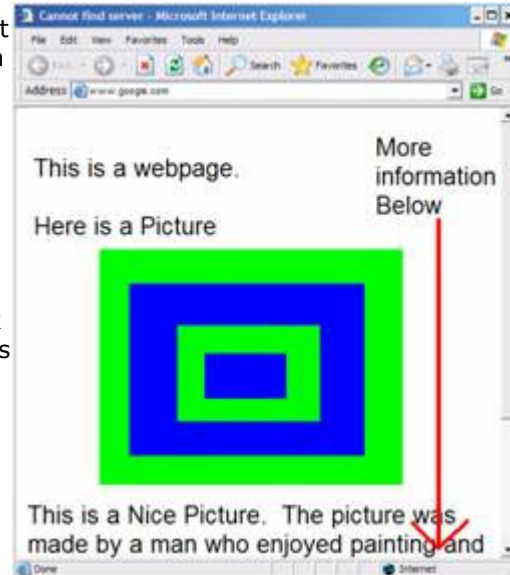 Cannot find server - Microsoft Internet Explorer
File Edit View Favorites Tools Help
Search Favorites
Address www.google.com Go
This is a webpage.
More
information
Below
Here is a Picture
This is a Nice Picture. The picture was
made by a man who enjoyed painting and
Done Internet